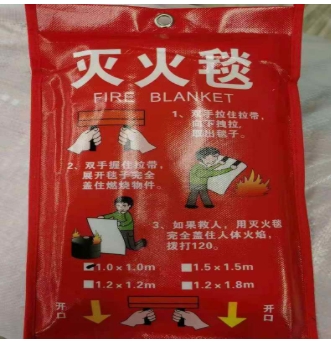 灭火毯
FIRE BLANKET
1、双手拉住拉带，
向下拽拉，
取出毯子。
2、双手握住拉带，
展开毯子完全
盖住燃烧物件。
3、如果救人，用灭火毯
完全盖住人体火焰，
拨打120。
1.0×1.0m
1.5×1.5m
1.2×1.2m
1.2×1.8m
开口
开口